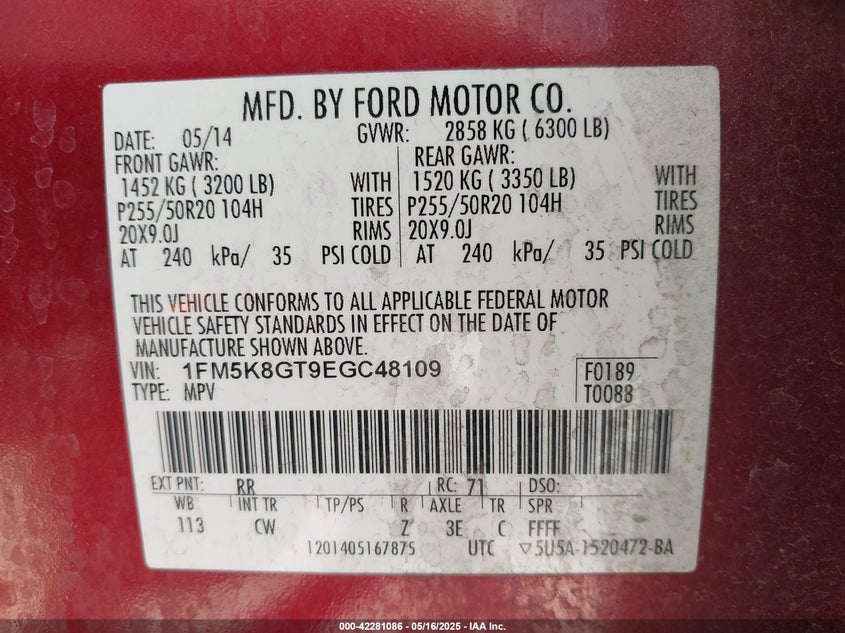 MFD. BY FORD MOTOR CO.
DATE: 05/14 GVWR: 2858 KG ( 6300 LB)
FRONT GAWR: REAR GAWR:
1452 KG ( 3200 LB) WITH 1520 KG ( 3350 LB) WITH
P255/50R20 104H TIRES P255/50R20 104H TIRES
20X9.0J RIMS 20X9.0J RIMS
AT 240 kPa/ 35 PSI COLD AT 240 kPa/ 35 PSI COLD
THIS VEHICLE CONFORMS TO ALL APPLICABLE FEDERAL MOTOR
VEHICLE SAFETY STANDARDS IN EFFECT ON THE DATE OF
MANUFACTURE SHOWN ABOVE.
VIN: 1FM5K8GT9EGC48109 F0189
TYPE: MPV T0088
EXT PNT: RR RC: 71 DSO:
WB INT TR TP/PS R AXLE TR SPR
113 CW Z 3E C FFFF
1201405167875 UTC ▽5U5A-1520472-BA
000-42281086 - 05/16/2025 - IAA Inc.